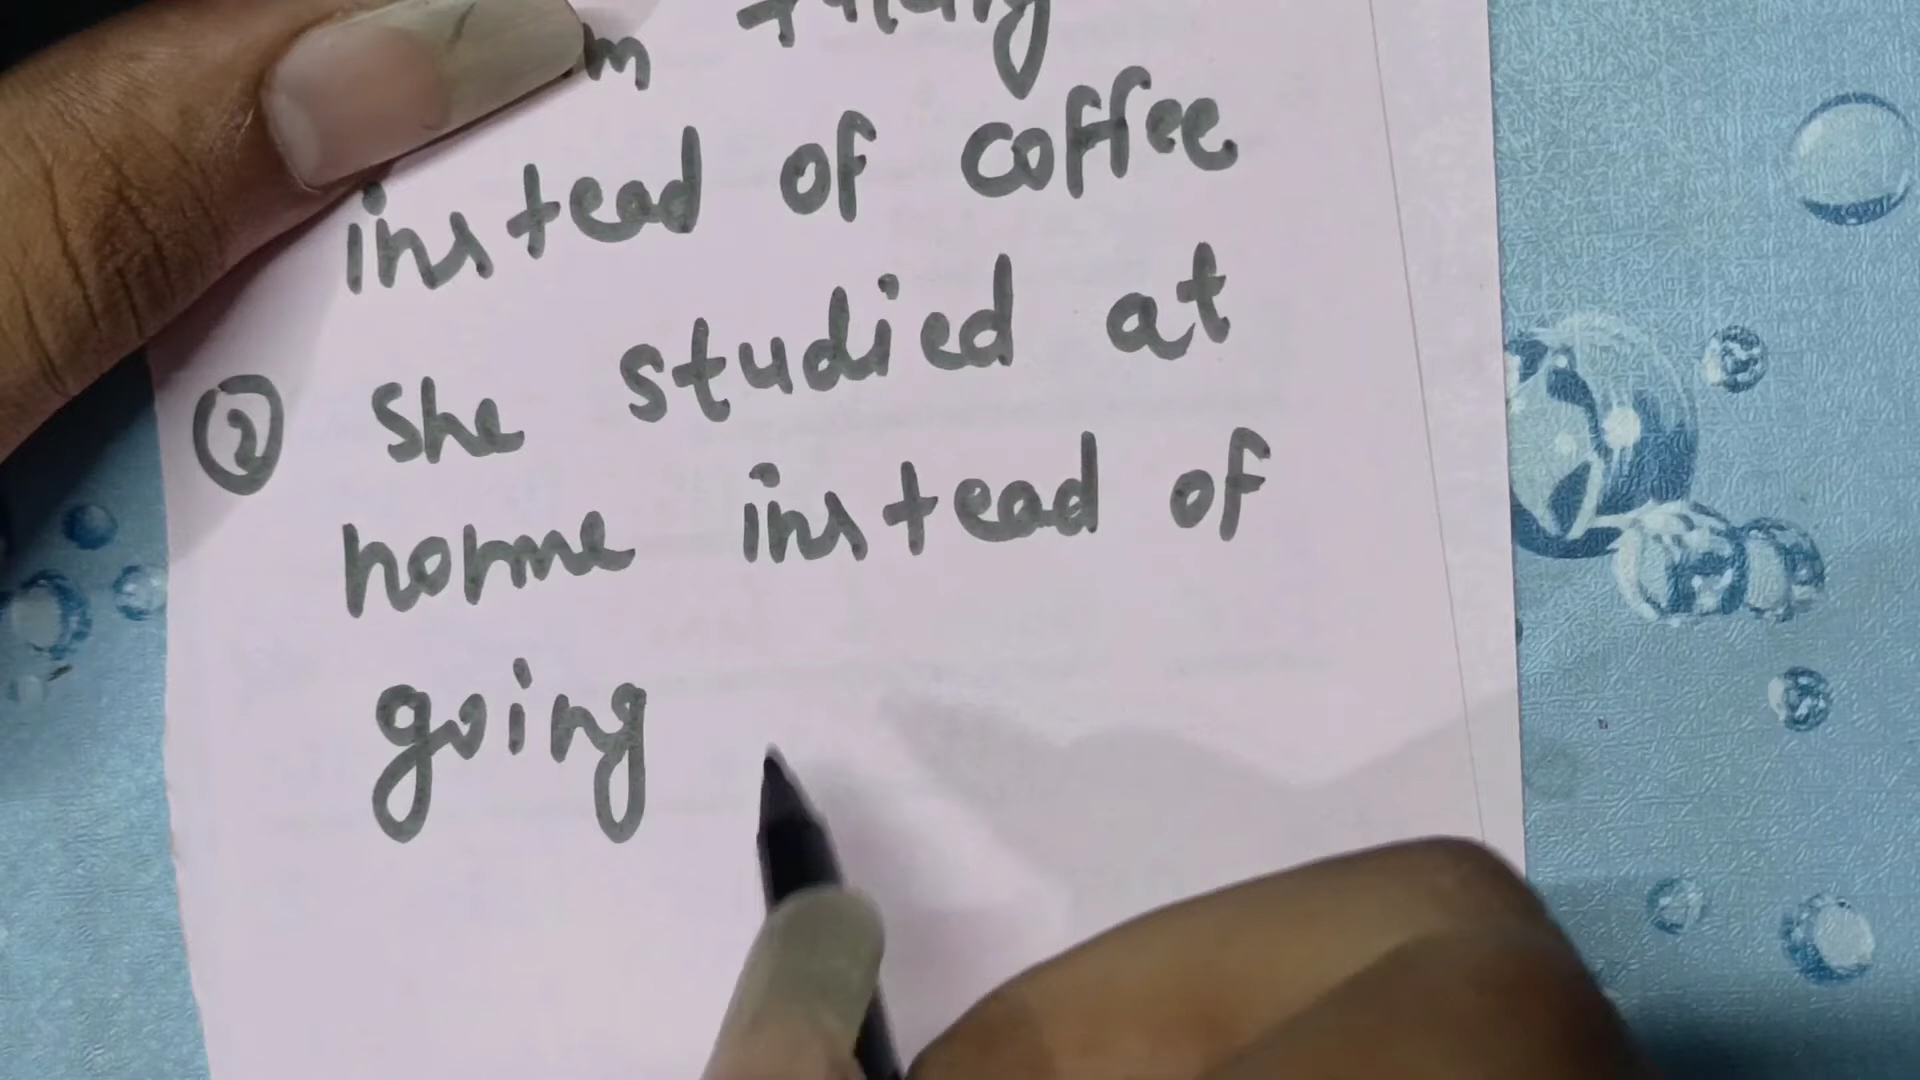 instead of coffee
② She studied at
home instead of
going